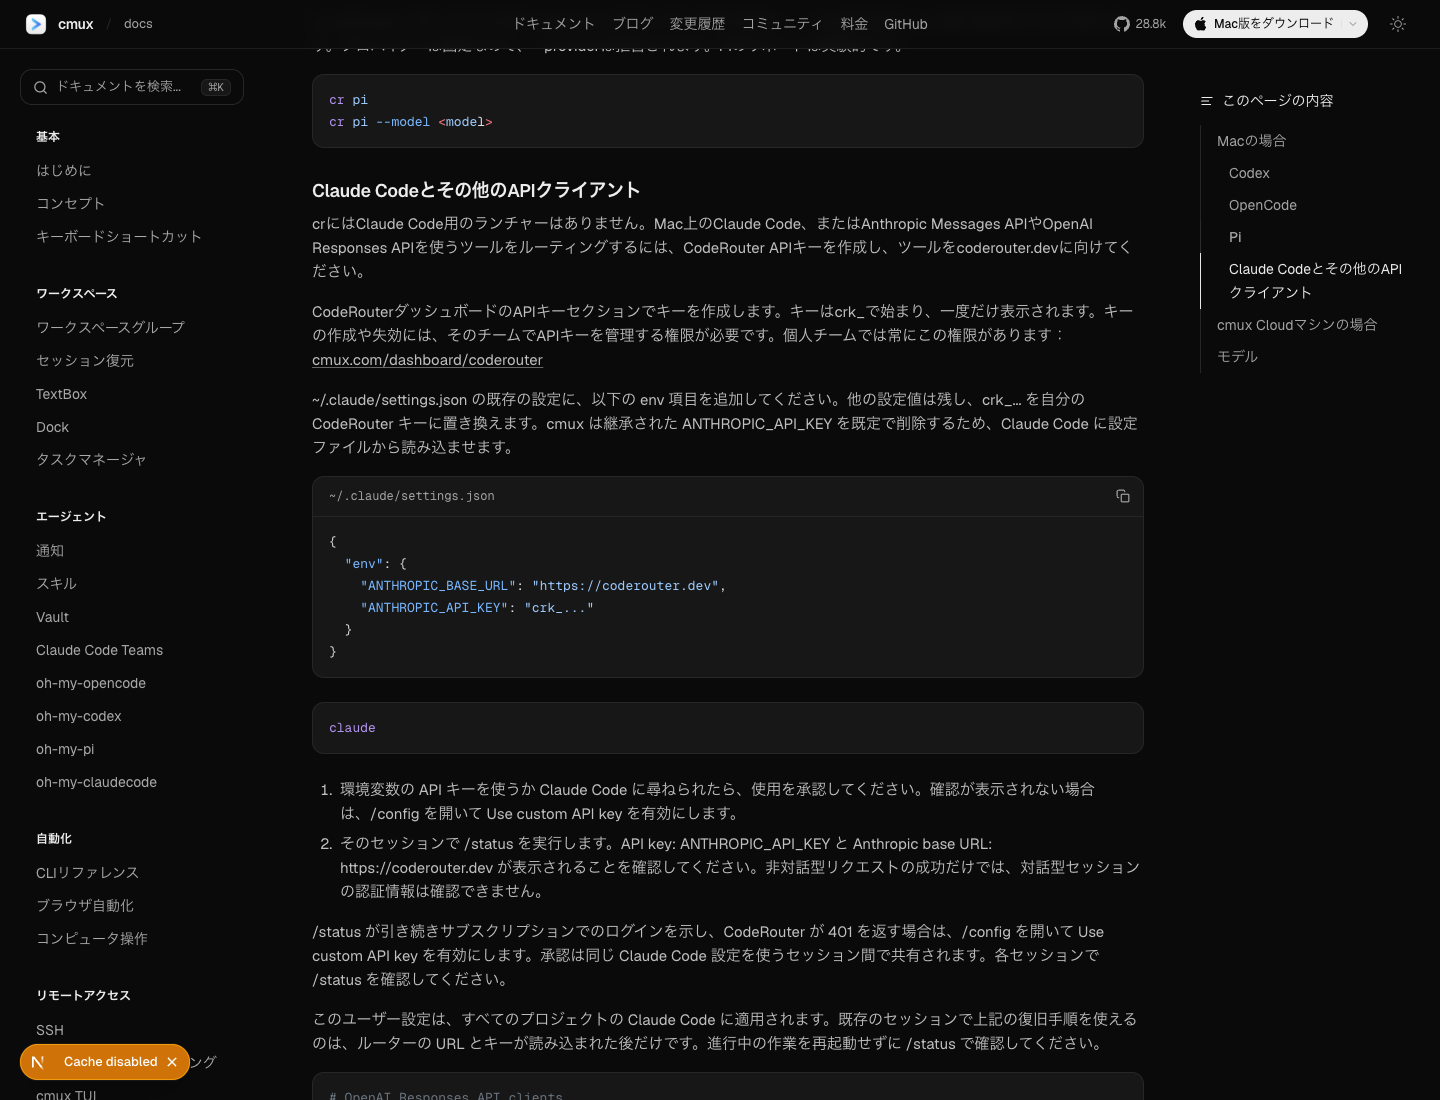 cmux / docs
ドキュメント ブログ 変更履歴 コミュニティ 料金 GitHub
28.8k
Mac版をダウンロード
ドキュメントを検索... ⌘K
基本
はじめに
コンセプト
キーボードショートカット
ワークスペース
ワークスペースグループ
セッション復元
TextBox
Dock
タスクマネージャ
エージェント
通知
スキル
Vault
Claude Code Teams
oh-my-opencode
oh-my-codex
oh-my-pi
oh-my-claudecode
自動化
CLIリファレンス
ブラウザ自動化
コンピュータ操作
リモートアクセス
SSH
ング
cmux TUI
N Cache disabled
cr pi
cr pi --model <model>
Claude Codeとその他のAPIクライアント
crにはClaude Code用のランチャーはありません。Mac上のClaude Code、またはAnthropic Messages APIやOpenAI
Responses APIを使うツールをルーティングするには、CodeRouter APIキーを作成し、ツールをcoderouter.devに向けてく
ださい。
CodeRouterダッシュボードのAPIキーセクションでキーを作成します。キーはcrk_で始まり、一度だけ表示されます。キー
の作成や失効には、そのチームでAPIキーを管理する権限が必要です。個人チームでは常にこの権限があります：
cmux.com/dashboard/coderouter
~/.claude/settings.json の既存の設定に、以下の env 項目を追加してください。他の設定値は残し、crk_... を自分の
CodeRouter キーに置き換えます。cmux は継承された ANTHROPIC_API_KEY を既定で削除するため、Claude Code に設定
ファイルから読み込ませます。
~/.claude/settings.json
{
"env": {
"ANTHROPIC_BASE_URL": "https://coderouter.dev",
"ANTHROPIC_API_KEY": "crk_..."
}
}
claude
1. 環境変数の API キーを使うか Claude Code に尋ねられたら、使用を承認してください。確認が表示されない場合
は、/config を開いて Use custom API key を有効にします。
2. そのセッションで /status を実行します。API key: ANTHROPIC_API_KEY と Anthropic base URL:
https://coderouter.dev が表示されることを確認してください。非対話型リクエストの成功だけでは、対話型セッション
の認証情報は確認できません。
/status が引き続きサブスクリプションでのログインを示し、CodeRouter が 401 を返す場合は、/config を開いて Use
custom API key を有効にします。承認は同じ Claude Code 設定を使うセッション間で共有されます。各セッションで
/status を確認してください。
このユーザー設定は、すべてのプロジェクトの Claude Code に適用されます。既存のセッションで上記の復旧手順を使える
のは、ルーターの URL とキーが読み込まれた後だけです。進行中の作業を再起動せずに /status で確認してください。
# OpenAI Responses API clients
このページの内容
Macの場合
Codex
OpenCode
Pi
Claude Codeとその他のAPI
クライアント
cmux Cloudマシンの場合
モデル